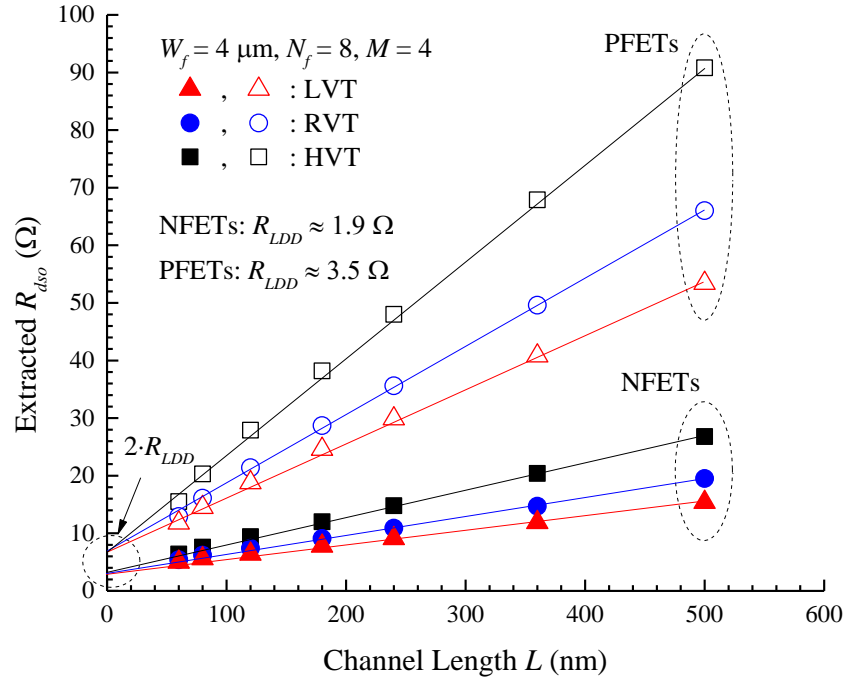 W_f = 4 μm, N_f = 8, M = 4
, : LVT
, : RVT
, : HVT
NFETs: R_LDD ≈ 1.9 Ω
PFETs: R_LDD ≈ 3.5 Ω
PFETs
NFETs
2·R_LDD
Extracted R_dso (Ω)
100
90
80
70
60
50
40
30
20
10
0
0 100 200 300 400 500 600
Channel Length L (nm)